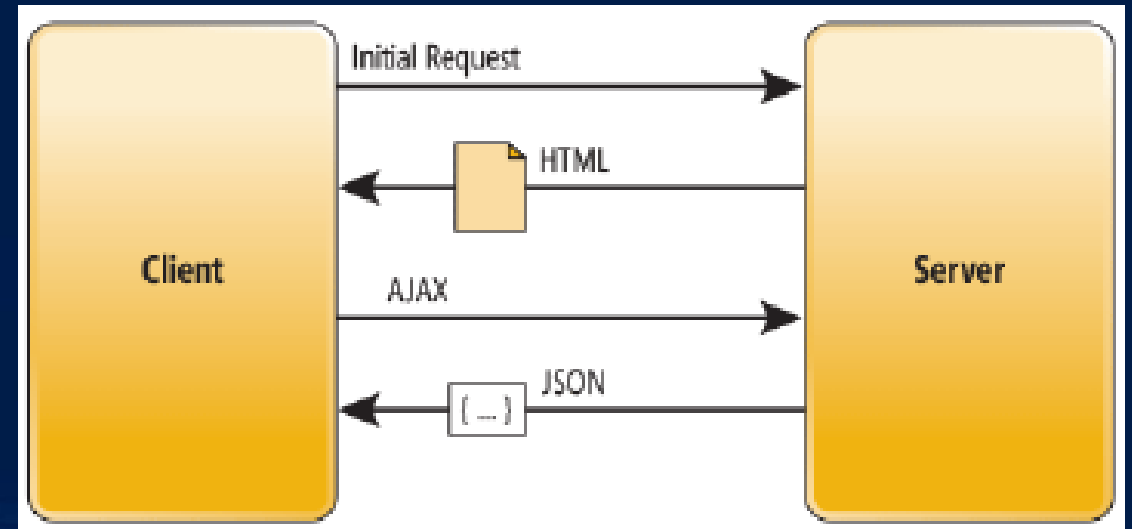 Initial Request
HTML
Client
Server
AJAX
JSON
{ ... }